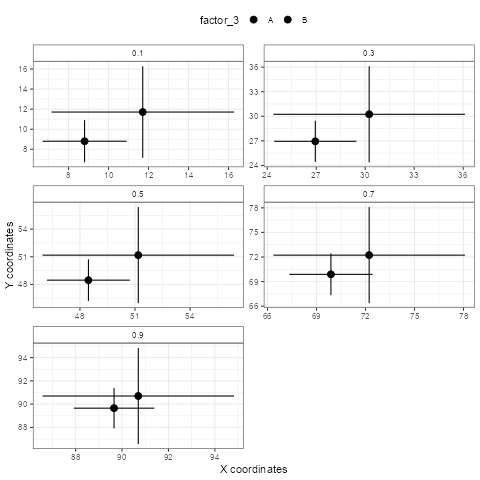 factor_3 A B
0.1 0.3
16 14 12 10 8
36 33 30 27 24
8 10 12 14 16
24 27 30 33 36
0.5 0.7
54 51 48
78 75 72 69 66
48 51 54
66 69 72 75 78
0.9
94 92 90 88
88 90 92 94
Y coordinates
X coordinates